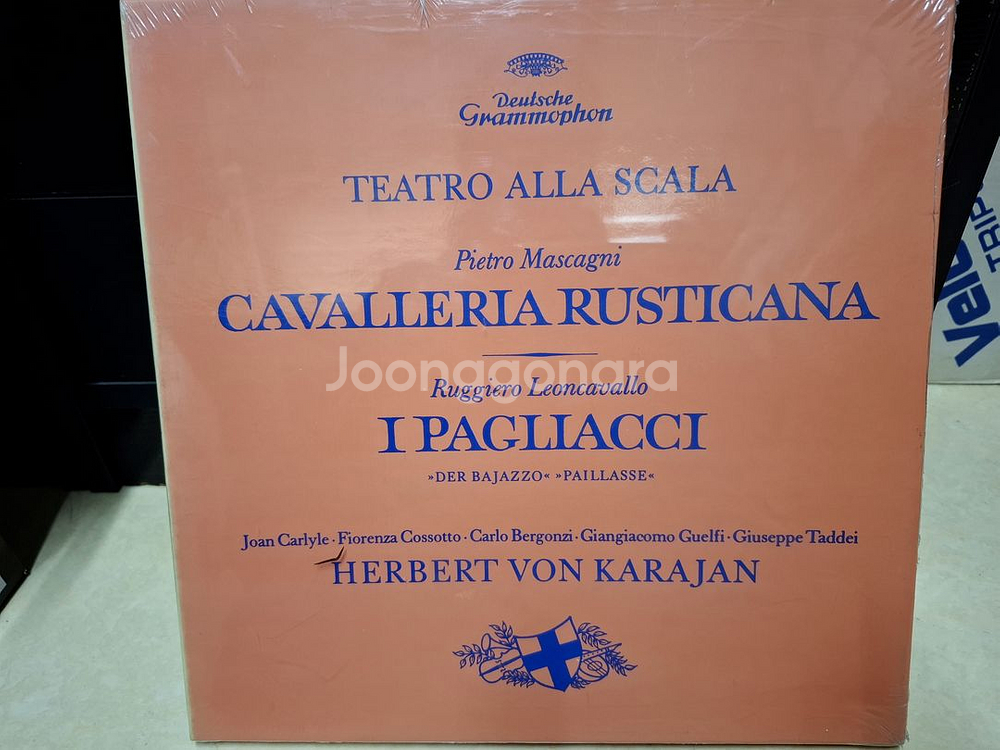 Deutsche
Grammophon
TEATRO ALLA SCALA
Pietro Mascagni
CAVALLERIA RUSTICANA
Joonggonara
Ruggiero Leoncavallo
I PAGLIACCI
»DER BAJAZZO« »PAILLASSE«
Joan Carlyle · Fiorenza Cossotto · Carlo Bergonzi · Giangiacomo Guelfi · Giuseppe Taddei
HERBERT VON KARAJAN